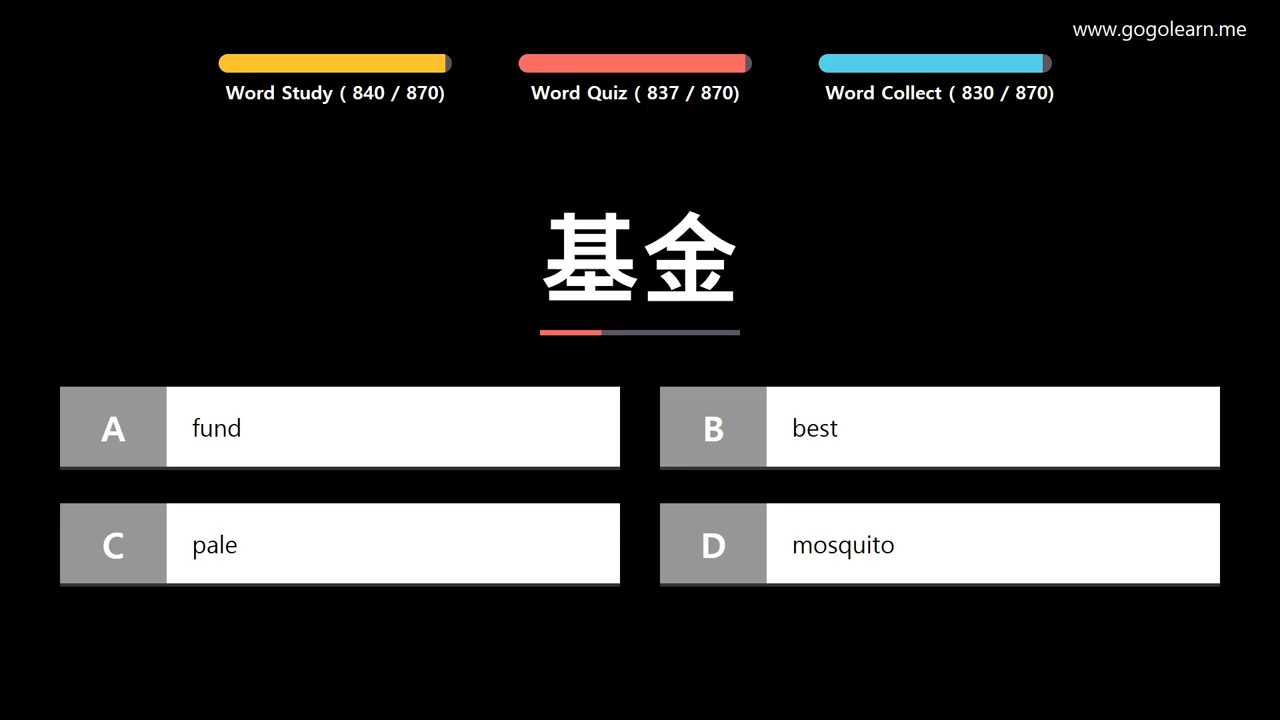 www.gogolearn.me
Word Study ( 840 / 870)
Word Quiz ( 837 / 870)
Word Collect ( 830 / 870)
基金
A fund
B best
C pale
D mosquito